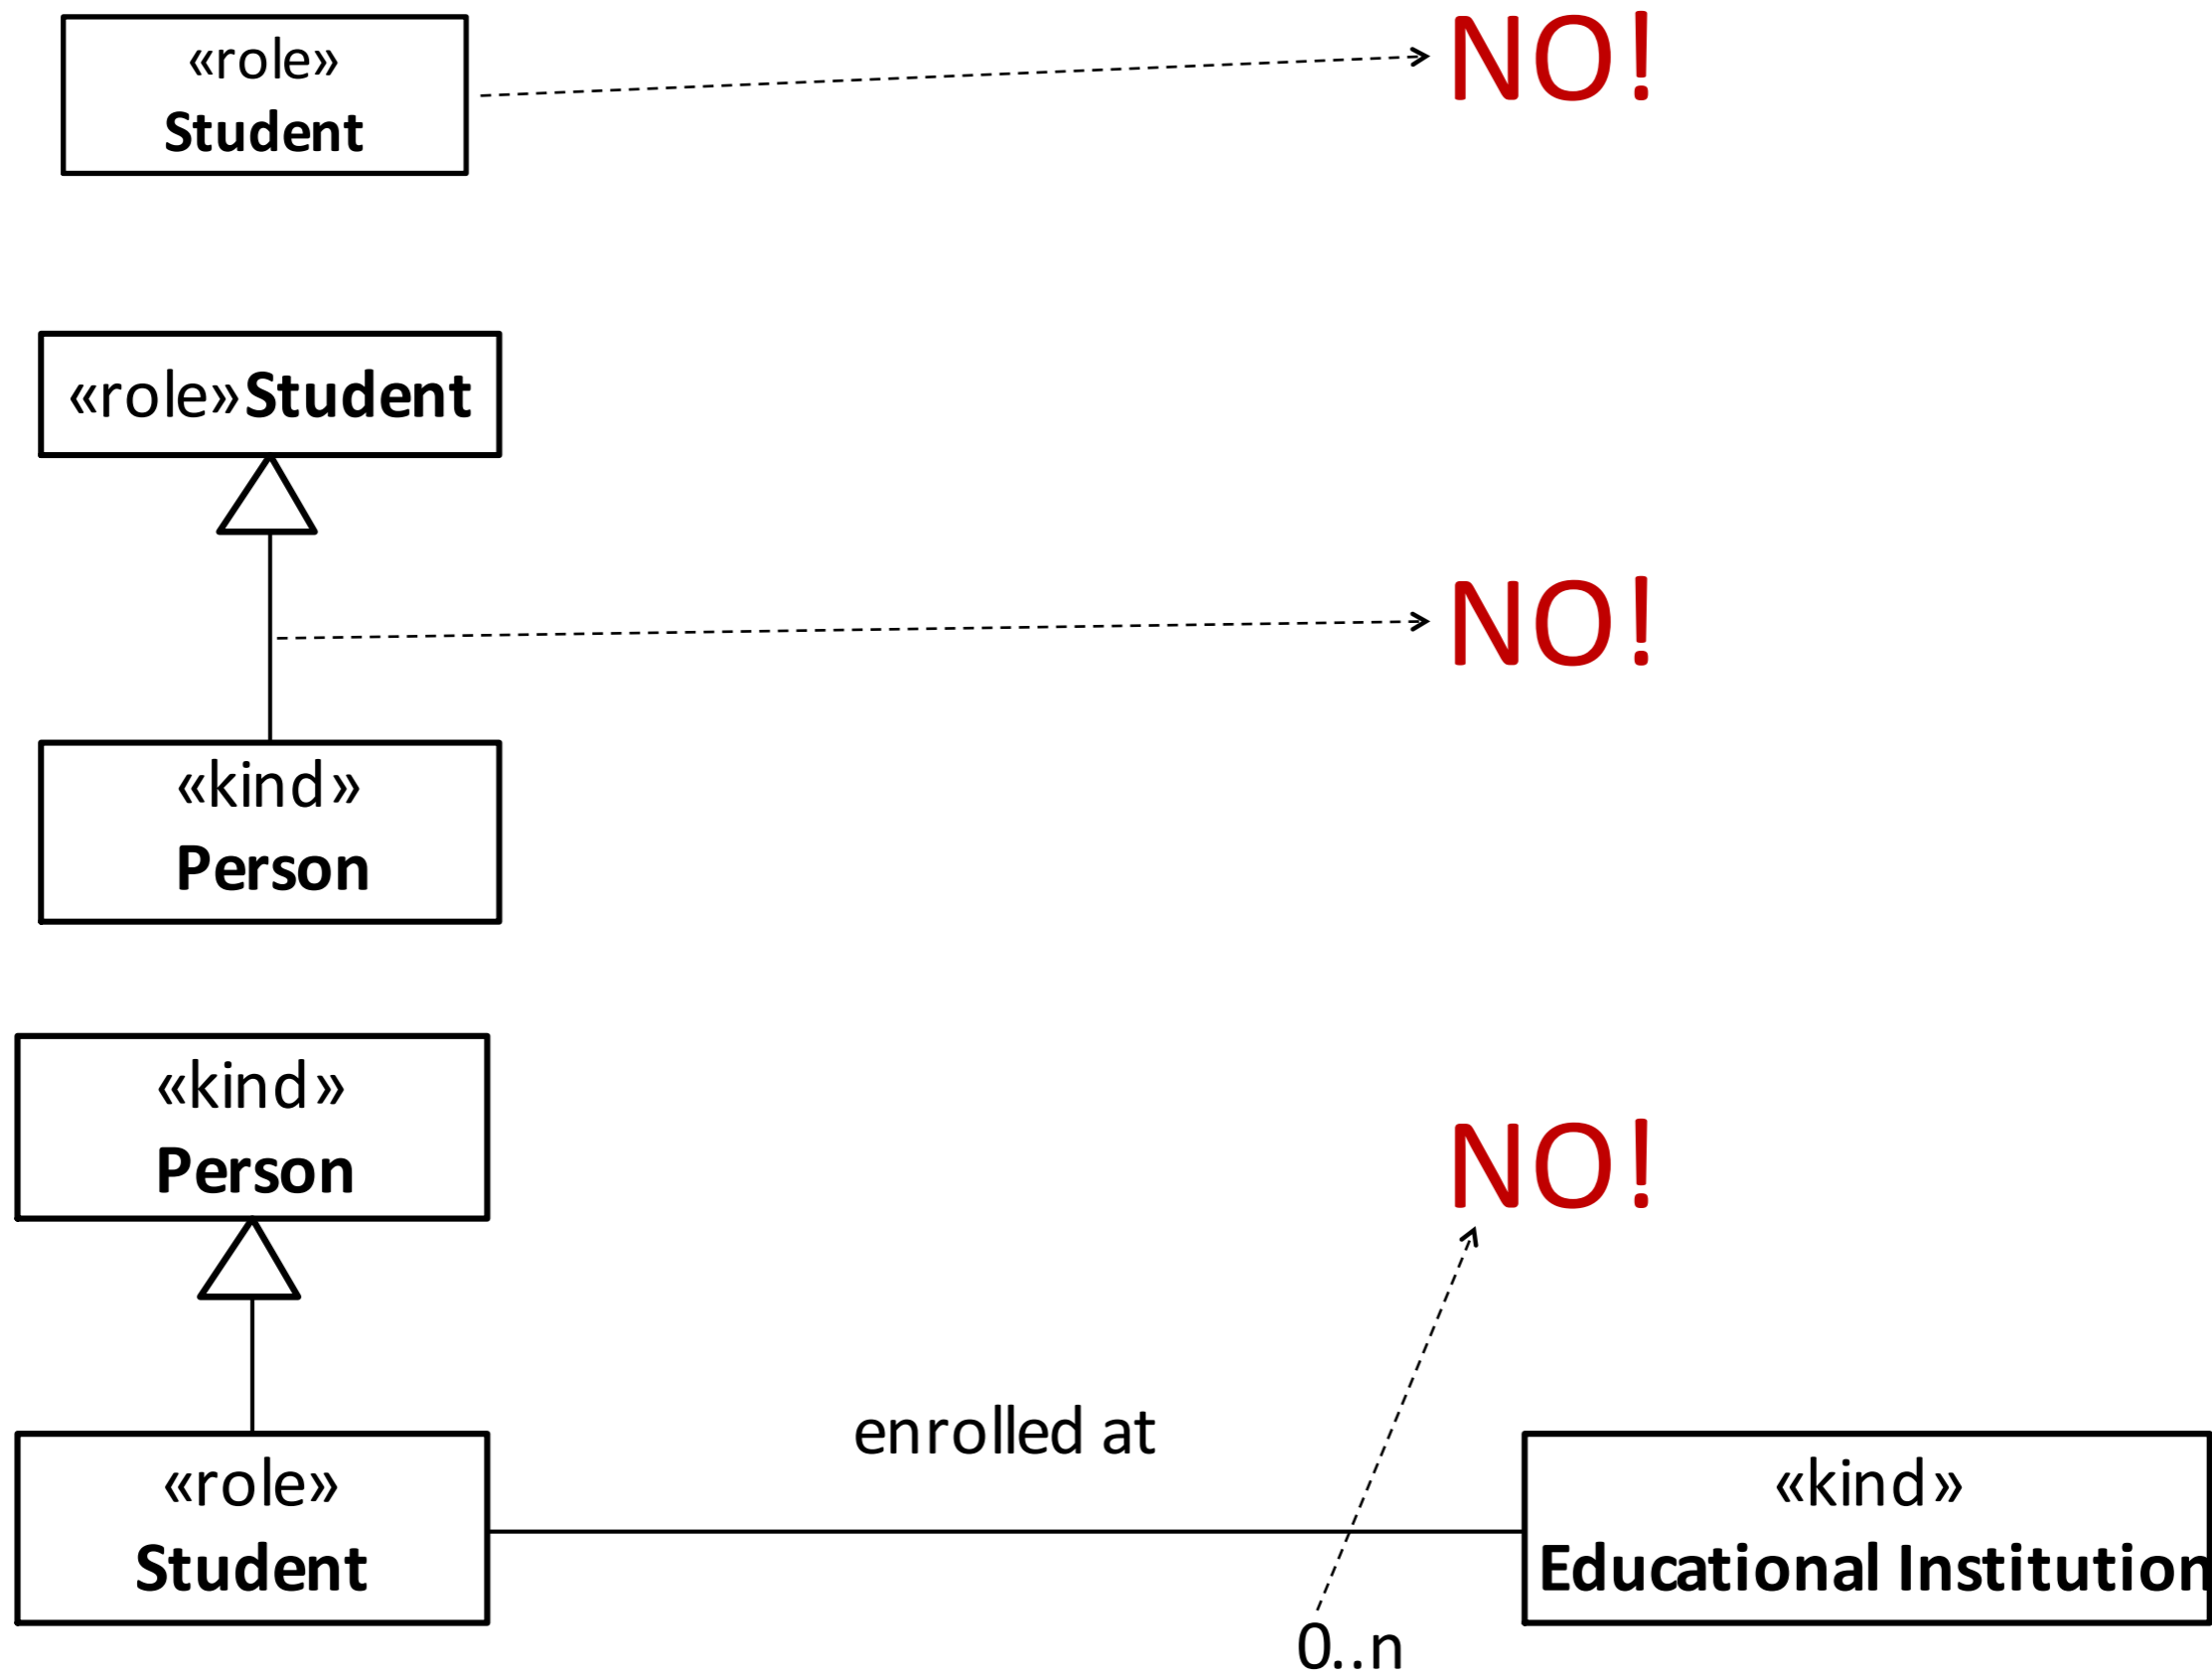 «role»
Student
NO!
«role»Student
NO!
«kind»
Person
«kind»
Person
NO!
enrolled at
«role»
Student
«kind»
Educational Institution
0..n